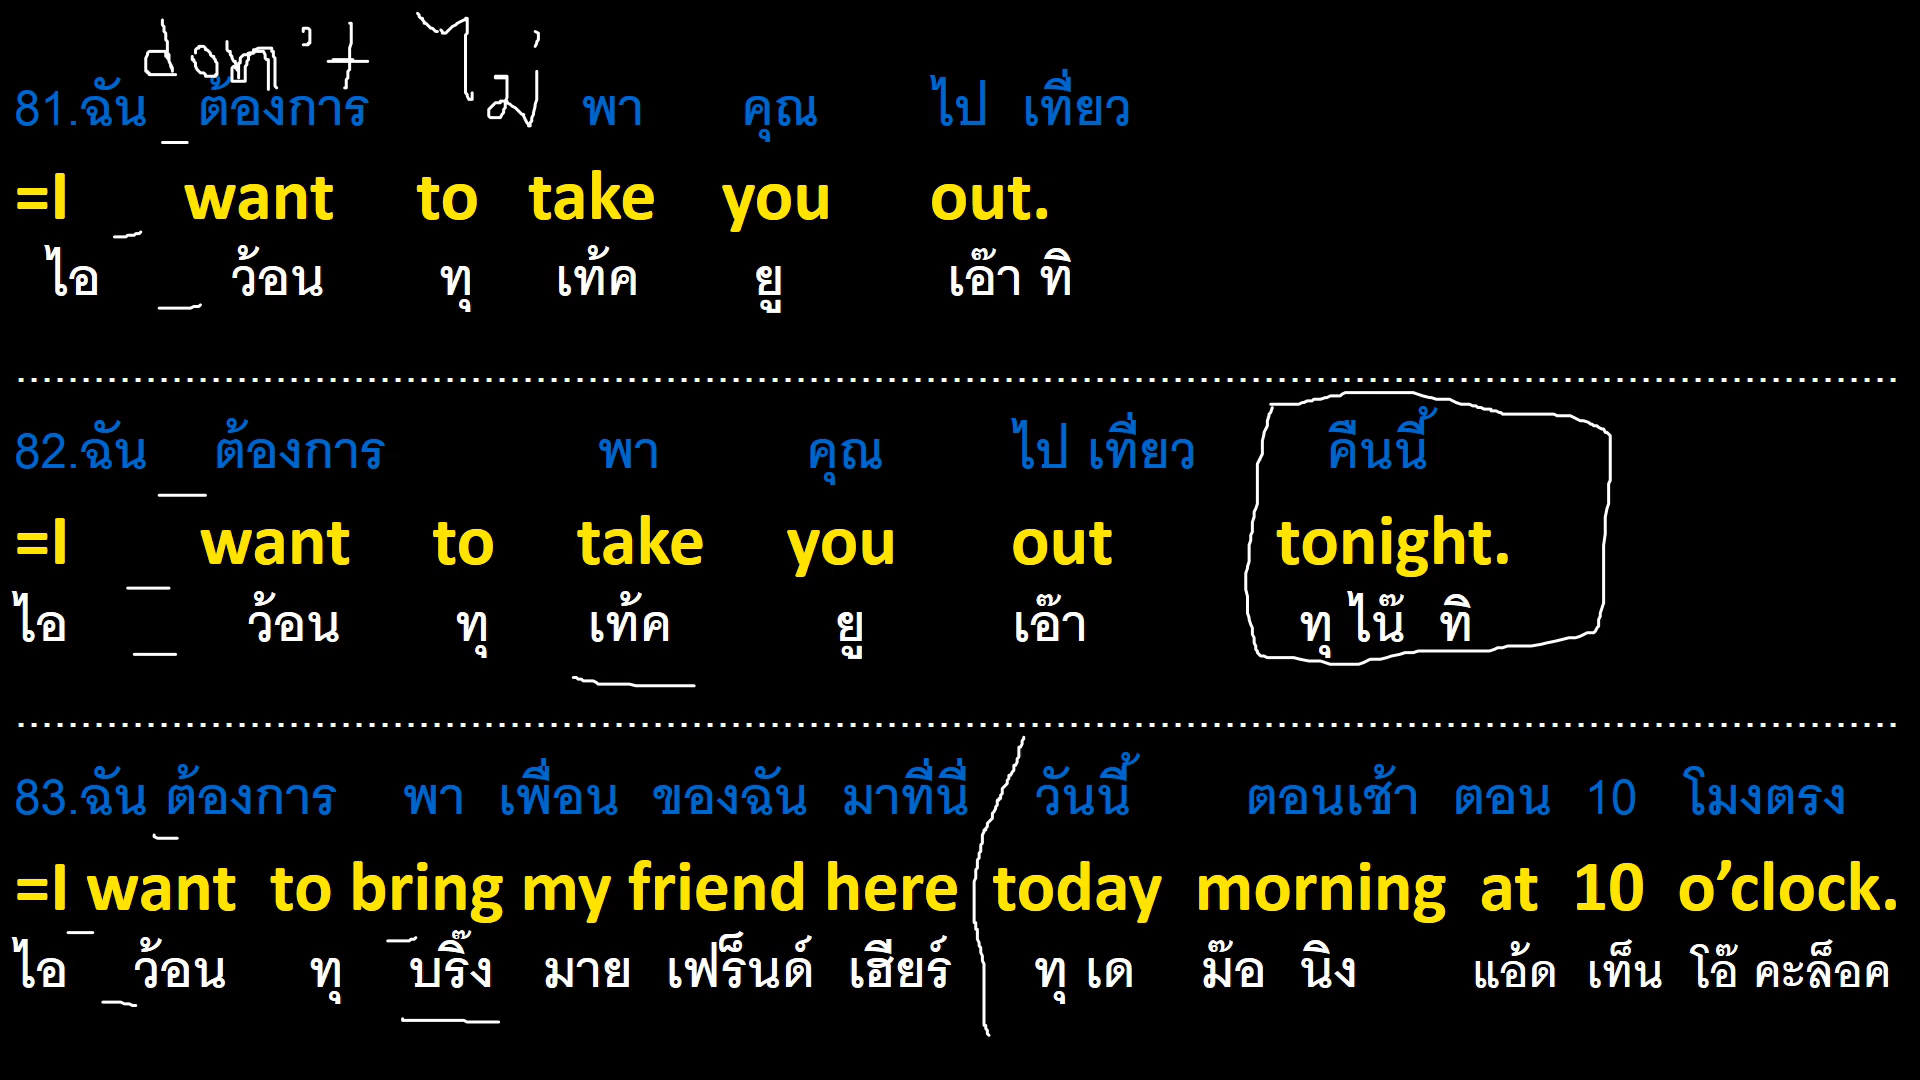 don't ไม่
81.ฉัน ต้องการ พา คุณ ไป เที่ยว
=I want to take you out.
ไอ ว้อน ทุ เท้ค ยู เอ๊า ทิ
82.ฉัน ต้องการ พา คุณ ไป เที่ยว คืนนี้
=I want to take you out tonight.
ไอ ว้อน ทุ เท้ค ยู เอ๊า ทุ ไน๊ ทิ
83.ฉัน ต้องการ พา เพื่อน ของฉัน มาที่นี่ วันนี้ ตอนเช้า ตอน 10 โมงตรง
=I want to bring my friend here today morning at 10 o’clock.
ไอ ว้อน ทุ บริ๊ง มาย เฟร็นด์ เฮียร์ ทุ เด ม๊อ นิง แอ้ด เท็น โอ๊ คะล็อค